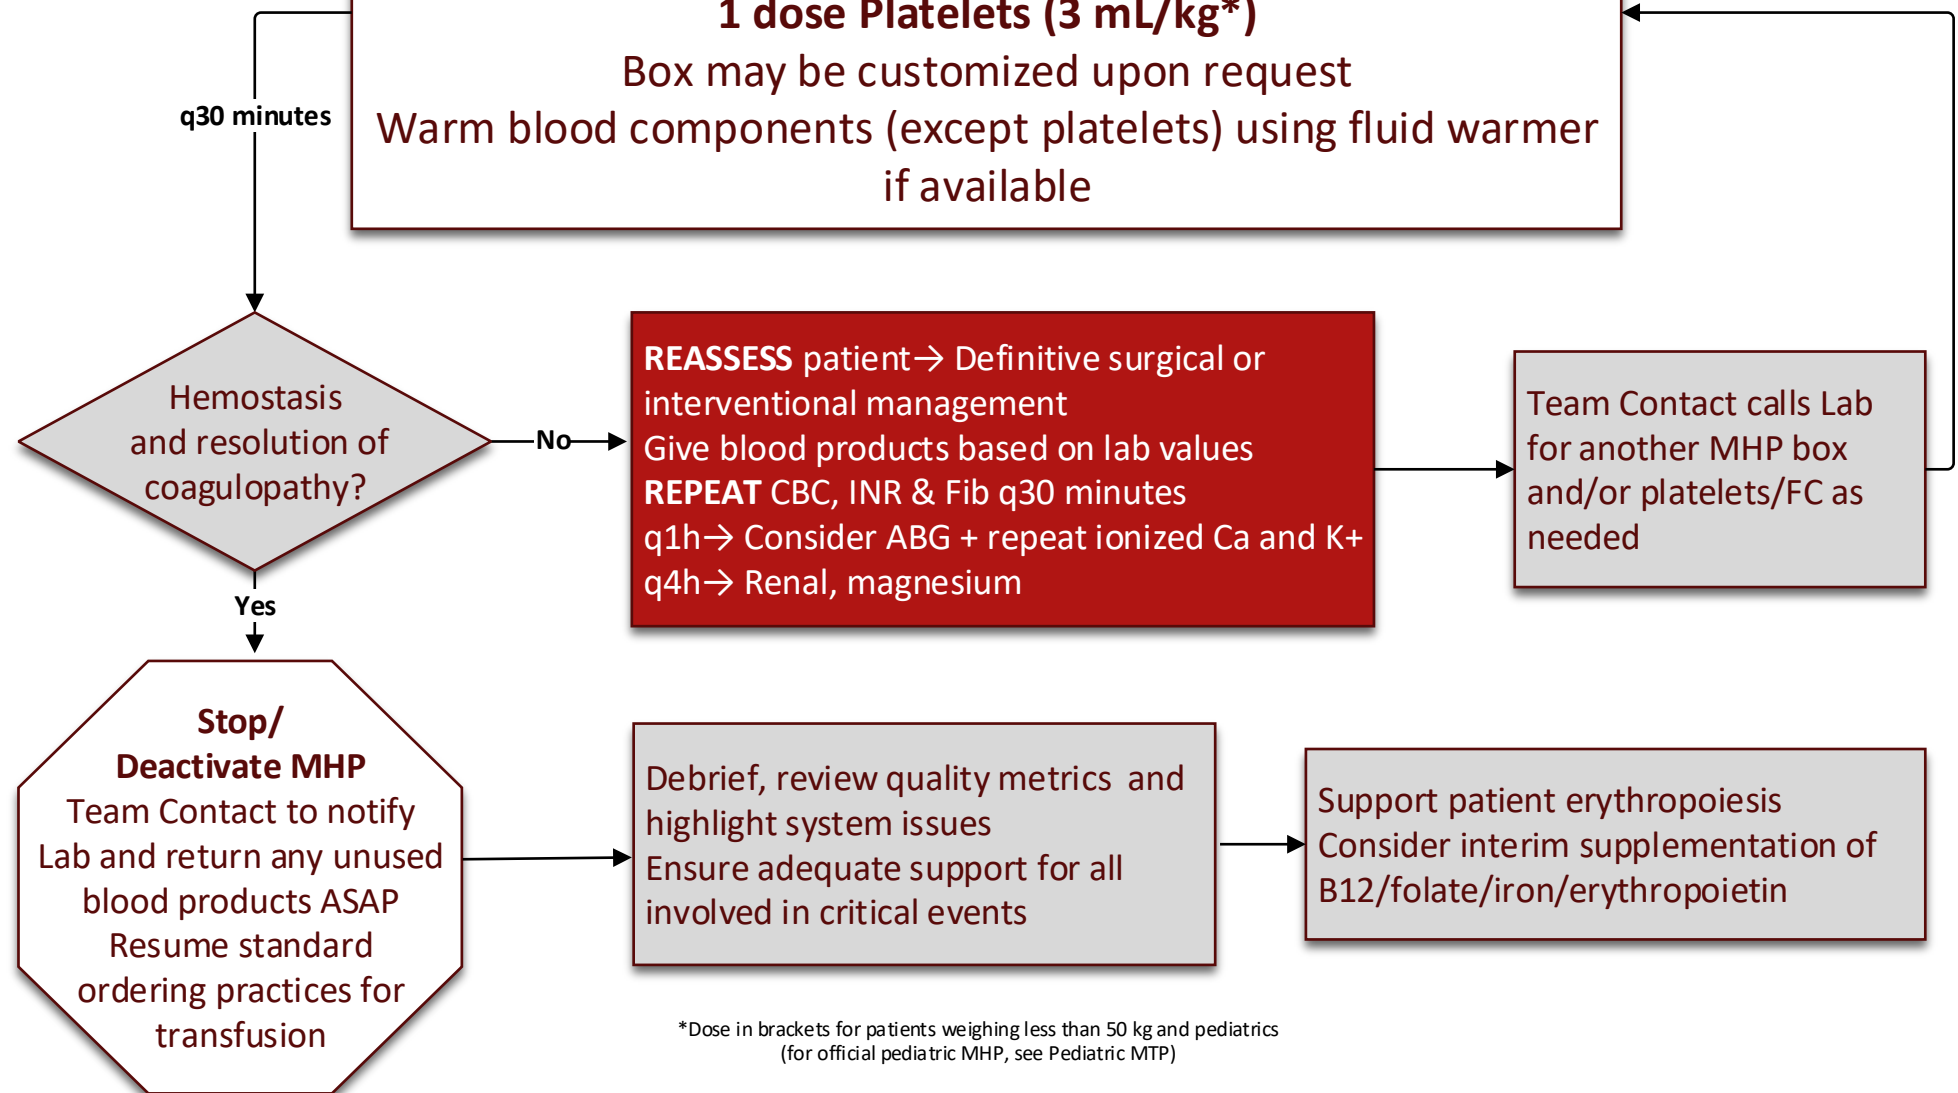 1 dose Platelets (3 mL/kg*)
Box may be customized upon request
Warm blood components (except platelets) using fluid warmer
if available
q30 minutes
Hemostasis
and resolution of
coagulopathy?
No
REASSESS patient→ Definitive surgical or
interventional management
Give blood products based on lab values
REPEAT CBC, INR & Fib q30 minutes
q1h→ Consider ABG + repeat ionized Ca and K+
q4h→ Renal, magnesium
Team Contact calls Lab
for another MHP box
and/or platelets/FC as
needed
Yes
Stop/
Deactivate MHP
Team Contact to notify
Lab and return any unused
blood products ASAP
Resume standard
ordering practices for
transfusion
Debrief, review quality metrics and
highlight system issues
Ensure adequate support for all
involved in critical events
Support patient erythropoiesis
Consider interim supplementation of
B12/folate/iron/erythropoietin
*Dose in brackets for patients weighing less than 50 kg and pediatrics
(for official pediatric MHP, see Pediatric MTP)